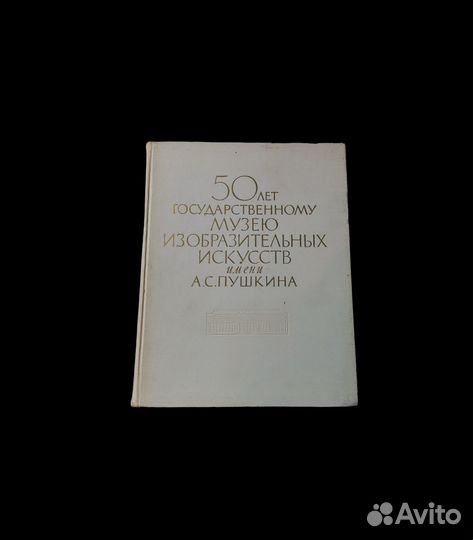 50 ЛЕТ
ГОСУДАРСТВЕННОМУ
МУЗЕЮ
ИЗОБРАЗИТЕЛЬНЫХ
ИСКУССТВ
имени
А.С.ПУШКИНА
Avito